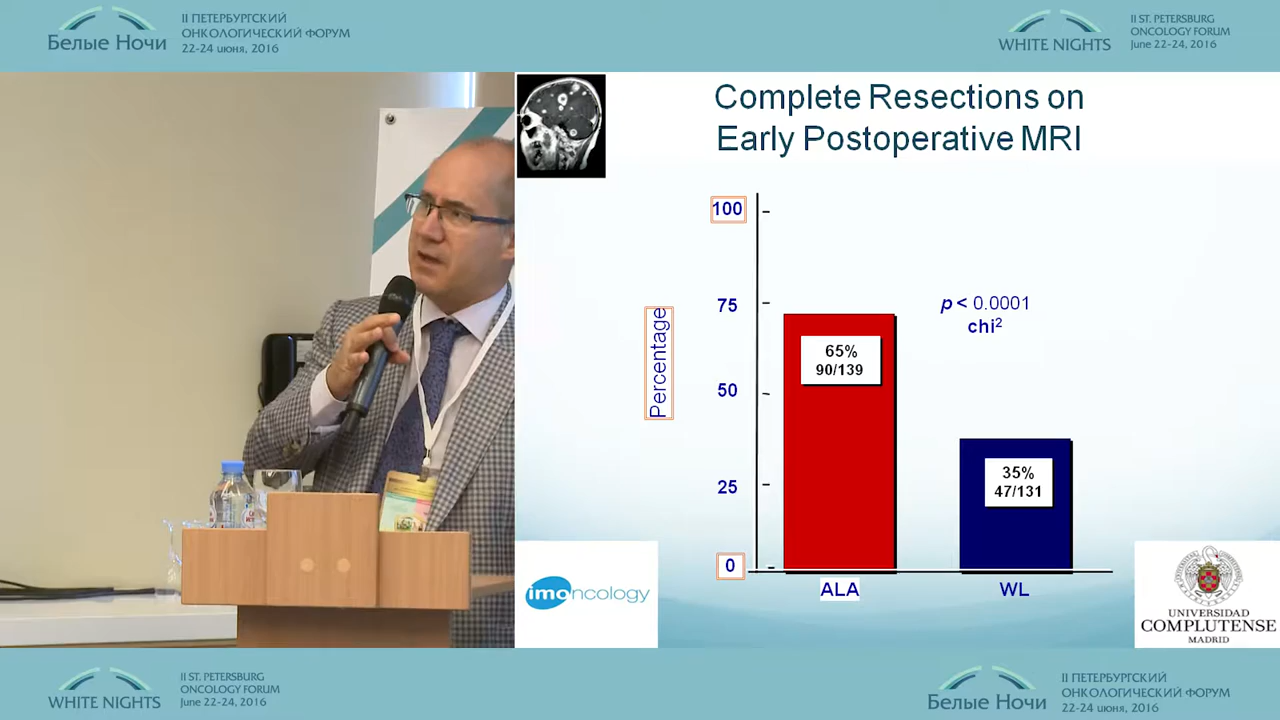 Белые Ночи
II ПЕТЕРБУРГСКИЙ
ОНКОЛОГИЧЕСКИЙ ФОРУМ
22-24 июня, 2016
WHITE NIGHTS
II ST. PETERSBURG
ONCOLOGY FORUM
June 22-24, 2016
Complete Resections on
Early Postoperative MRI
100
75
50
25
0
Percentage
p < 0.0001
chi²
65%
90/139
35%
47/131
ALA
WL
imoncology
UNIVERSIDAD
COMPLUTENSE
MADRID
WHITE NIGHTS
II ST. PETERSBURG
ONCOLOGY FORUM
June 22-24, 2016
Белые Ночи
II ПЕТЕРБУРГСКИЙ
ОНКОЛОГИЧЕСКИЙ ФОРУМ
22-24 июня, 2016